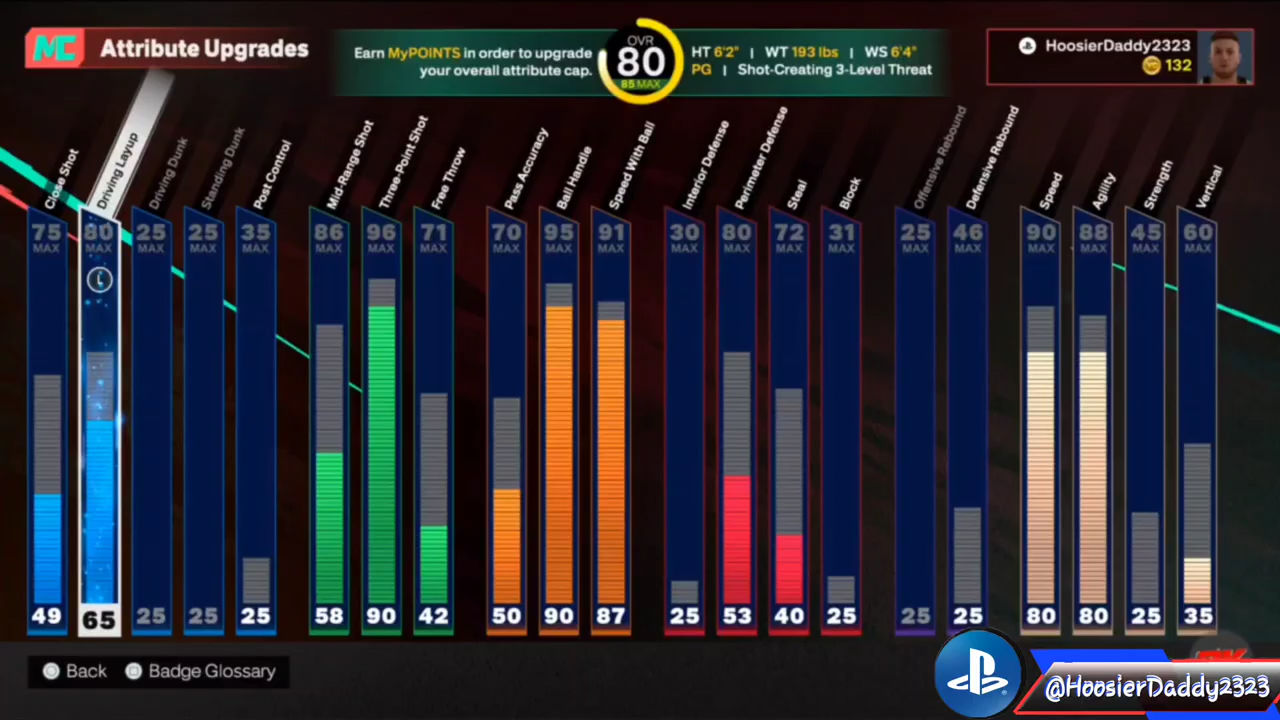 MC Attribute Upgrades
Earn MyPOINTS in order to upgrade
your overall attribute cap.
OVR
80
85 MAX
HT 6'2" | WT 193 lbs | WS 6'4"
PG | Shot-Creating 3-Level Threat
HoosierDaddy2323
VC 132
Close Shot
Driving Layup
Driving Dunk
Standing Dunk
Post Control
Mid-Range Shot
Three-Point Shot
Free Throw
Pass Accuracy
Ball Handle
Speed With Ball
Interior Defense
Perimeter Defense
Steal
Block
Offensive Rebound
Defensive Rebound
Speed
Agility
Strength
Vertical
75 80 25 25 35 86 96 71 70 95 91 30 80 72 31 25 46 90 88 45 60
MAX MAX MAX MAX MAX MAX MAX MAX MAX MAX MAX MAX MAX MAX MAX MAX MAX MAX MAX MAX MAX
49 65 25 25 25 58 90 42 50 90 87 25 53 40 25 25 25 80 80 25 35
Back Badge Glossary
@HoosierDaddy2323